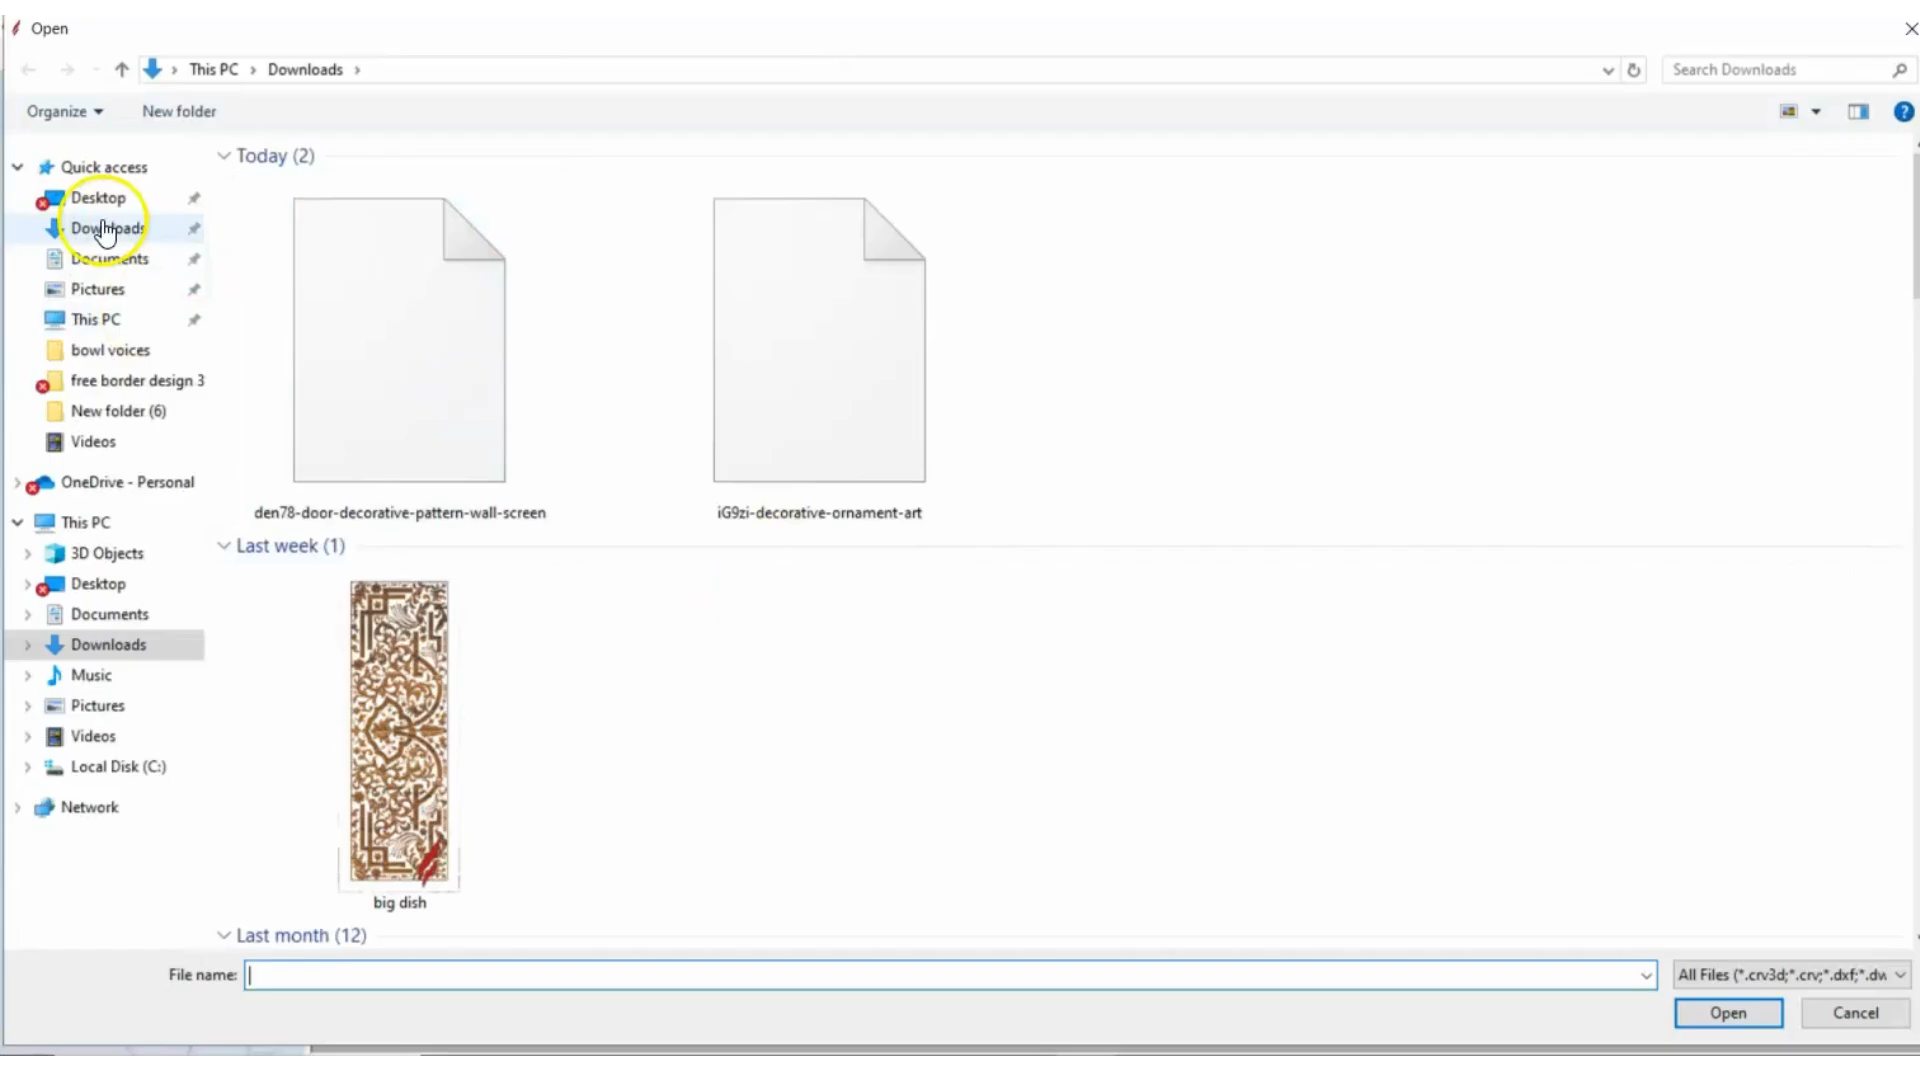 Open
This PC > Downloads >
Search Downloads
Organize
New folder
?
Quick access
Desktop
Downloads
Documents
Pictures
This PC
bowl voices
free border design 3
New folder (6)
Videos
OneDrive - Personal
This PC
3D Objects
Desktop
Documents
Downloads
Music
Pictures
Videos
Local Disk (C:)
Network
Today (2)
den78-door-decorative-pattern-wall-screen
iG9zi-decorative-ornament-art
Last week (1)
big dish
Last month (12)
File name:
All Files (*.crv3d;*.crv;*.dxf;*.dw
Open
Cancel